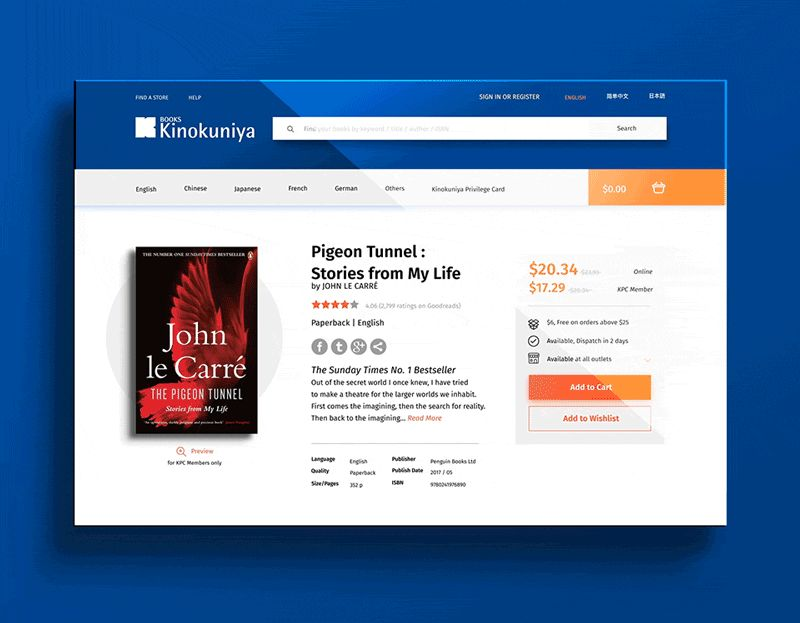 FIND A STORE HELP
SIGN IN OR REGISTER ENGLISH 简单中文 日本語
BOOKS
Kinokuniya
Find your books by keyword / title / author / ISBN Search
English Chinese Japanese French German Others Kinokuniya Privilege Card $0.00
THE NUMBER ONE SUNDAY TIMES BESTSELLER
John
le Carré
THE PIGEON TUNNEL
Stories from My Life
Preview
for KPC Members only
Pigeon Tunnel :
Stories from My Life
by JOHN LE CARRÉ
4.06 (2,799 ratings on Goodreads)
Paperback | English
The Sunday Times No. 1 Bestseller
Out of the secret world I once knew, I have tried
to make a theatre for the larger worlds we inhabit.
First comes the imagining, then the search for reality.
Then back to the imagining... Read More
Language English Publisher Penguin Books Ltd
Quality Paperback Publish Date 2017 / 05
Size/Pages 352 p ISBN 9780241976890
$20.34 Online
$17.29 $20.34 KPC Member
$6, Free on orders above $25
Available, Dispatch in 2 days
Available at all outlets
Add to Cart
Add to Wishlist